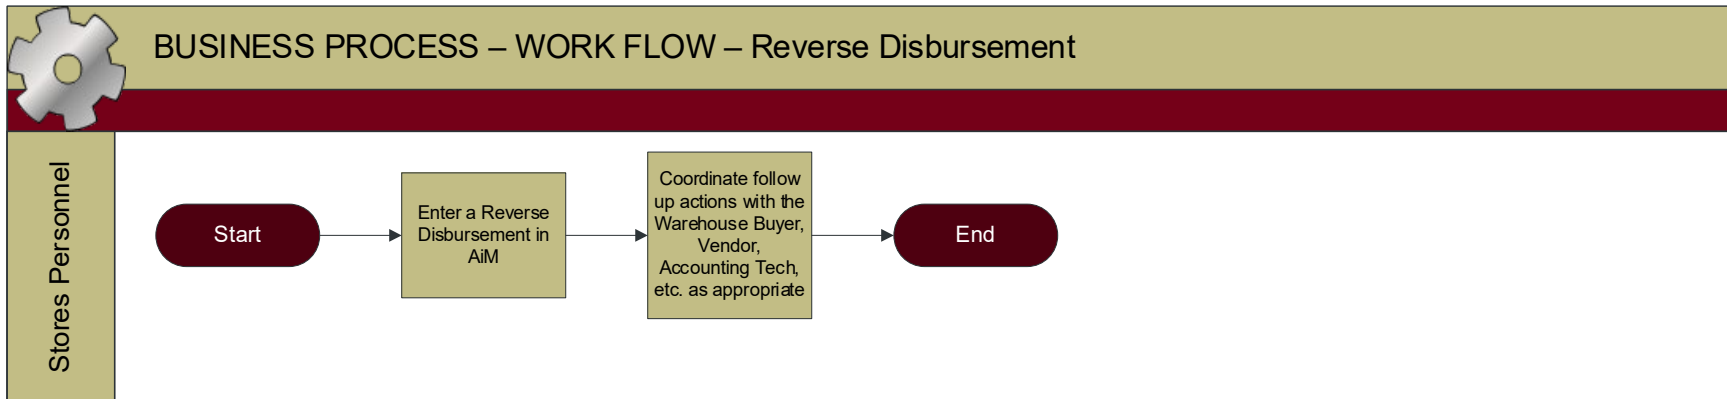 BUSINESS PROCESS – WORK FLOW – Reverse Disbursement
Stores Personnel
Start
Enter a Reverse
Disbursement in
AiM
Coordinate follow
up actions with the
Warehouse Buyer,
Vendor,
Accounting Tech,
etc. as appropriate
End